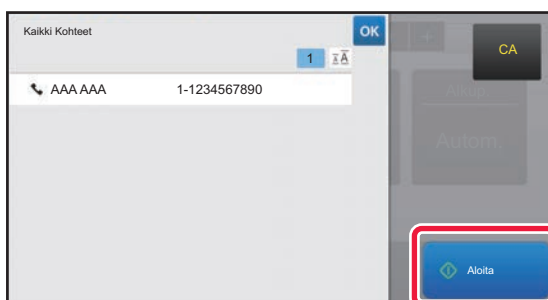 Kaikki Kohteet
OK
CA
1
AAA AAA 1-1234567890
Alkup.
Autom.
Aloita